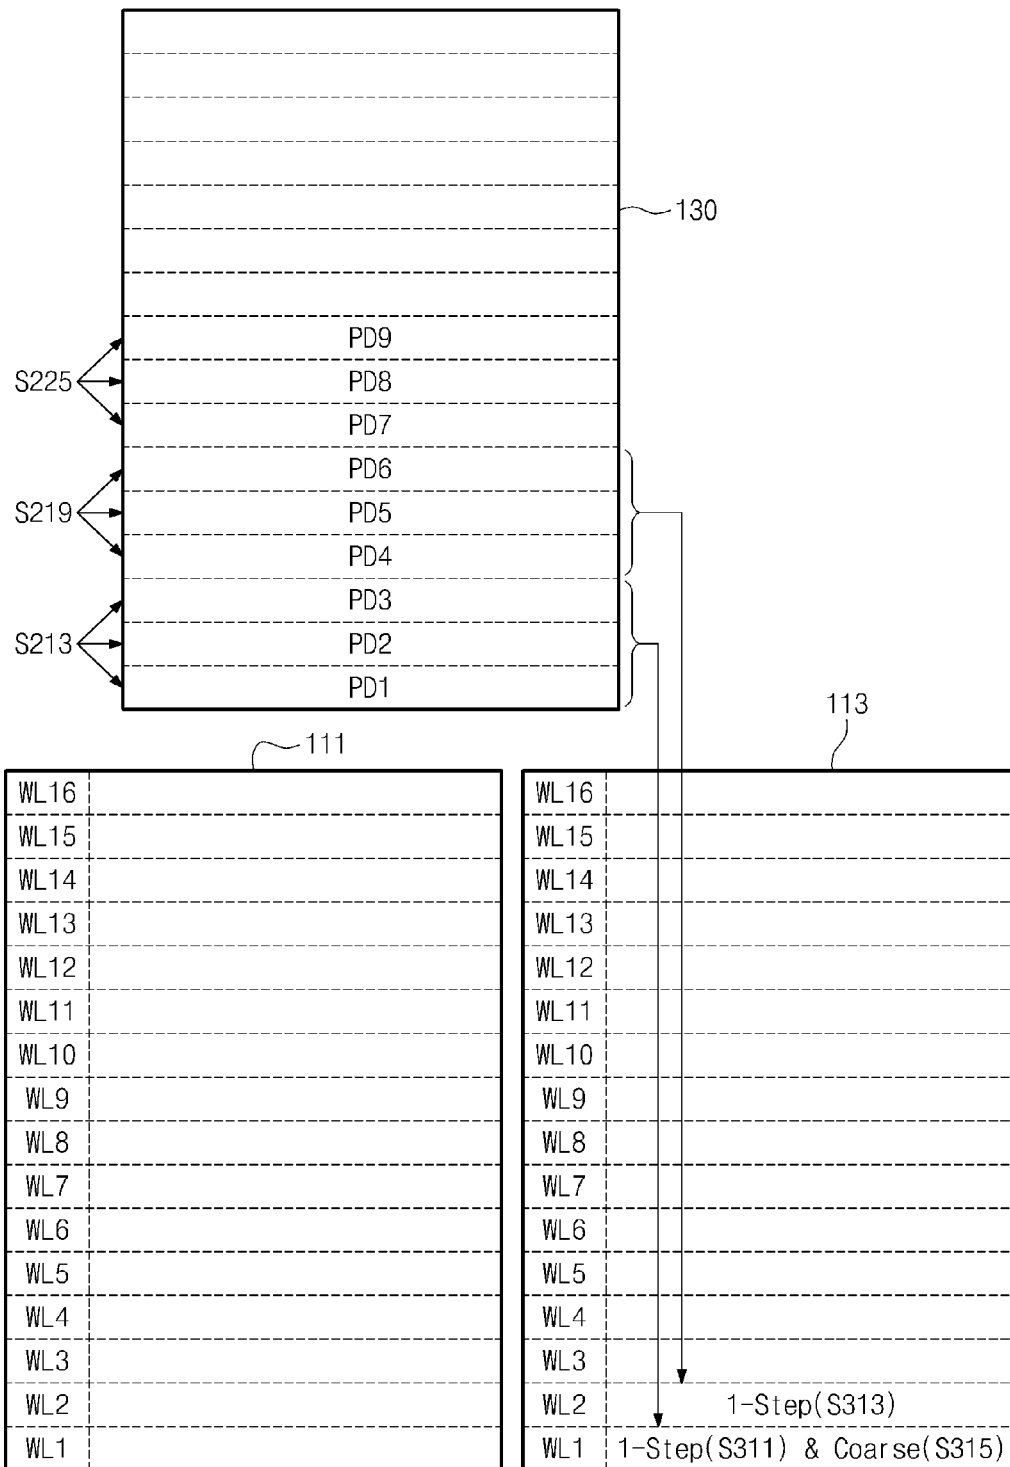 130
PD9
S225 PD8
PD7
PD6
S219 PD5
PD4
PD3
S213 PD2
PD1
111
113
WL16 WL16
WL15 WL15
WL14 WL14
WL13 WL13
WL12 WL12
WL11 WL11
WL10 WL10
WL9 WL9
WL8 WL8
WL7 WL7
WL6 WL6
WL5 WL5
WL4 WL4
WL3 WL3
WL2 WL2 1-Step(S313)
WL1 WL1 1-Step(S311) & Coarse(S315)